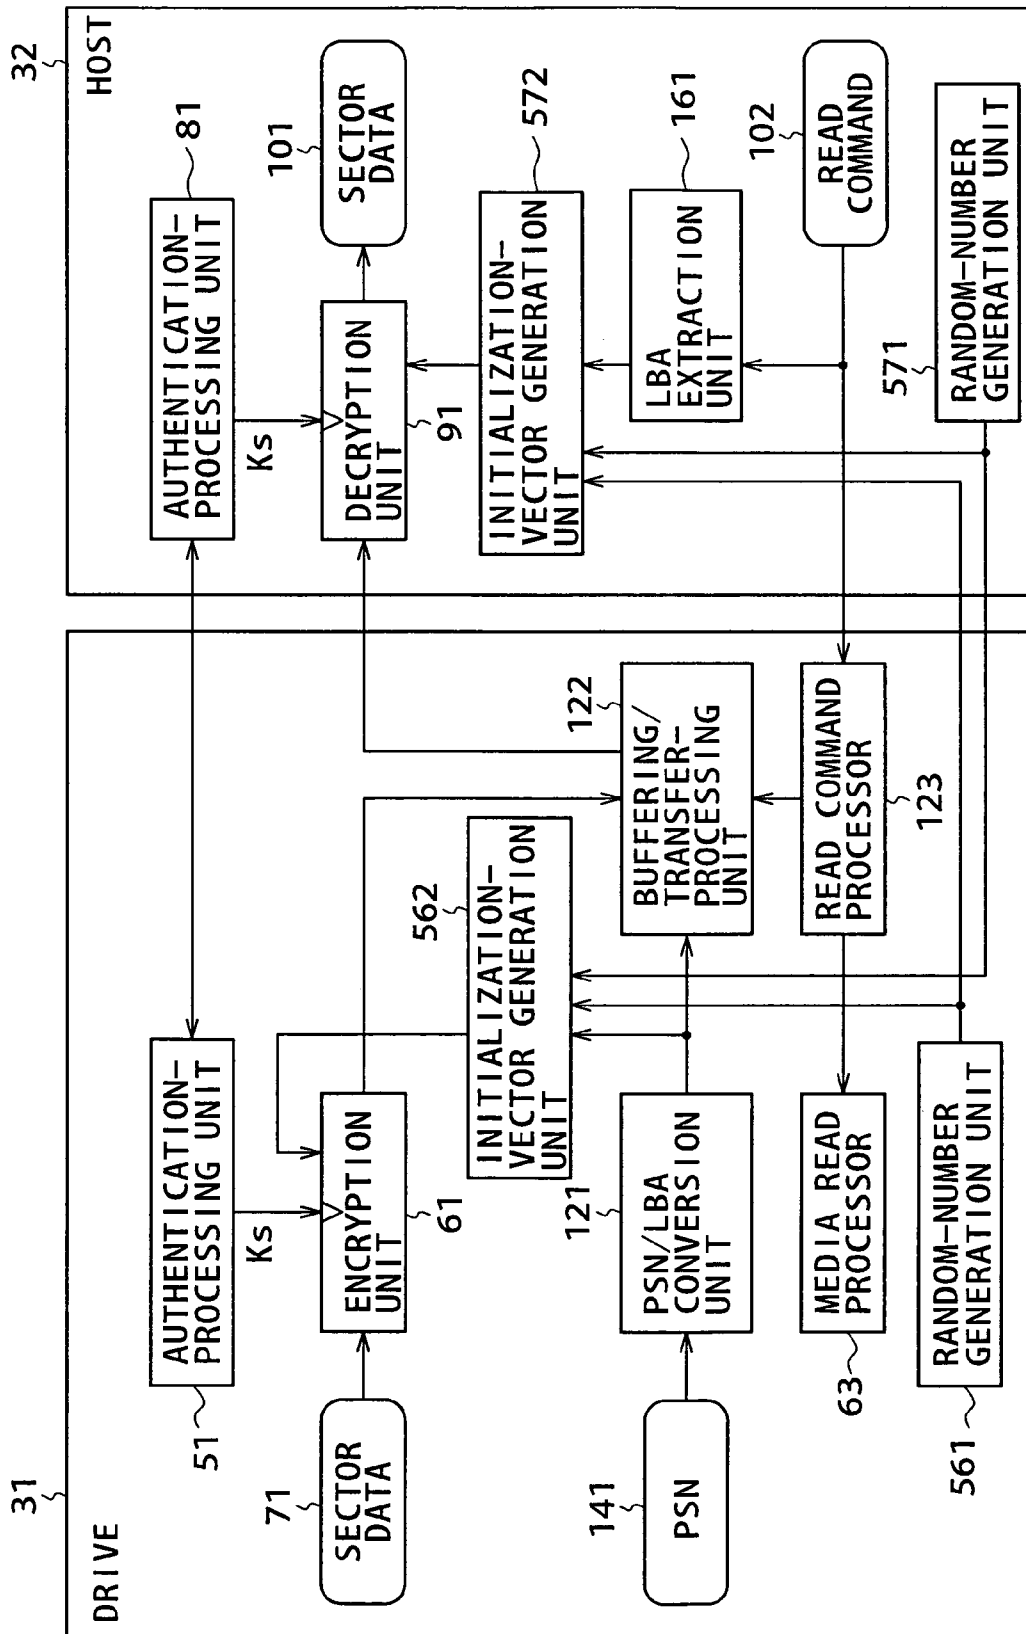 31
DRIVE
51
AUTHENTICATION-
PROCESSING UNIT
Ks
71
SECTOR
DATA
ENCRYPTION
UNIT
61
562
INITIALIZATION-
VECTOR GENERATION
UNIT
141
PSN
121
PSN/LBA
CONVERSION
UNIT
122
BUFFERING/
TRANSFER-
PROCESSING
UNIT
63
MEDIA READ
PROCESSOR
READ COMMAND
PROCESSOR
123
561
RANDOM-NUMBER
GENERATION UNIT
32
HOST
81
AUTHENTICATION-
PROCESSING UNIT
Ks
DECRYPTION
UNIT
91
101
SECTOR
DATA
572
INITIALIZATION-
VECTOR GENERATION
UNIT
161
LBA
EXTRACTION
UNIT
102
READ
COMMAND
571
RANDOM-NUMBER
GENERATION UNIT